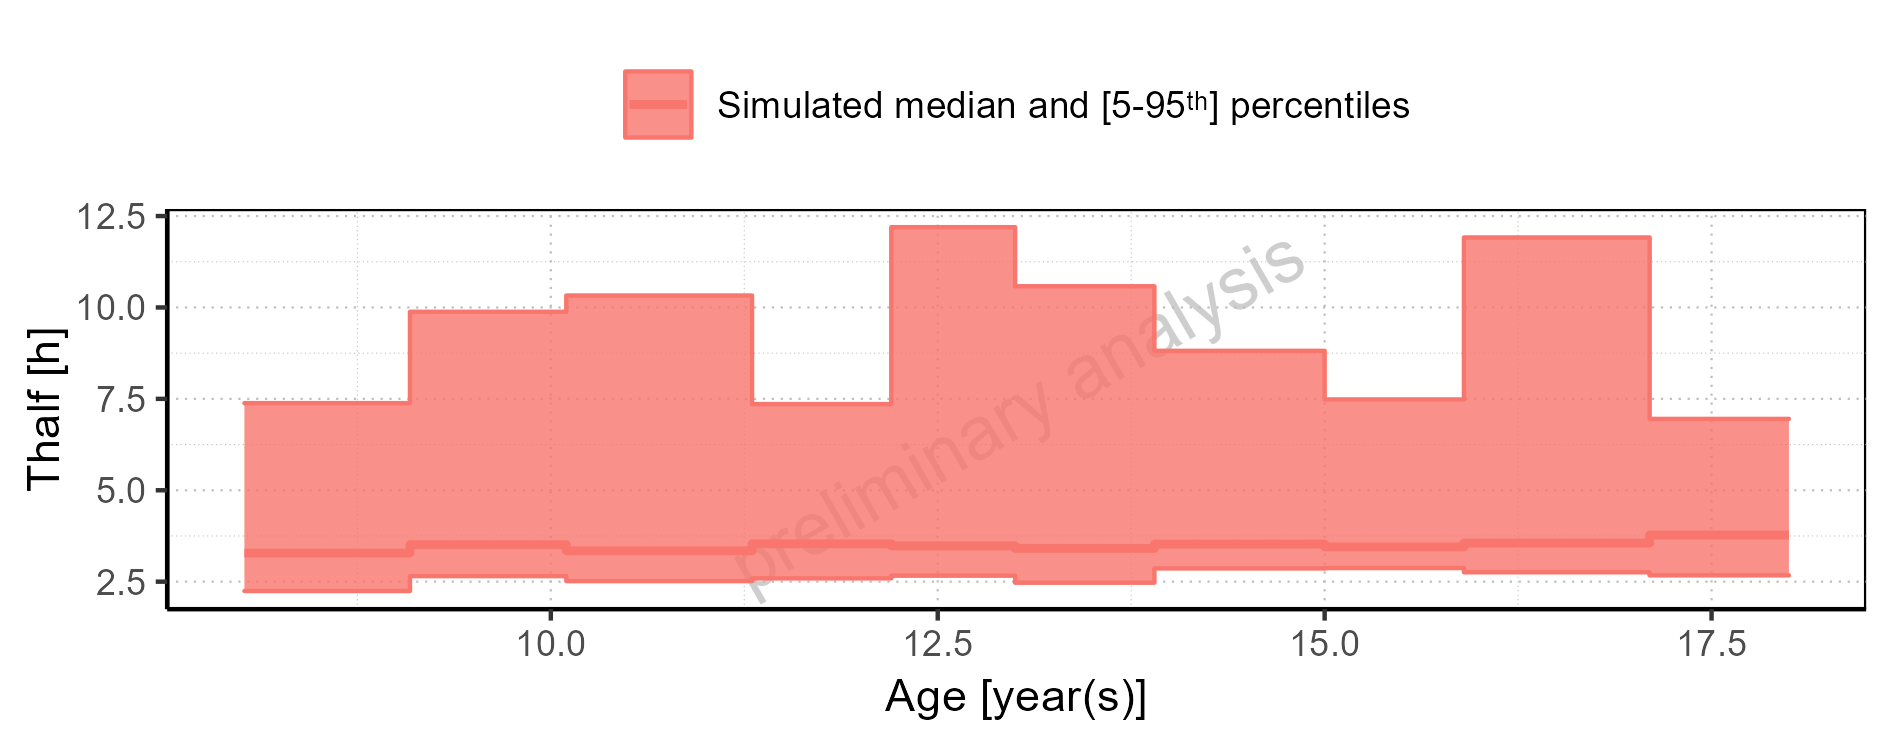 Simulated median and [5-95ᵗʰ] percentiles
12.5
10.0
7.5
5.0
2.5
Thalf [h]
preliminary analysis
10.0 12.5 15.0 17.5
Age [year(s)]